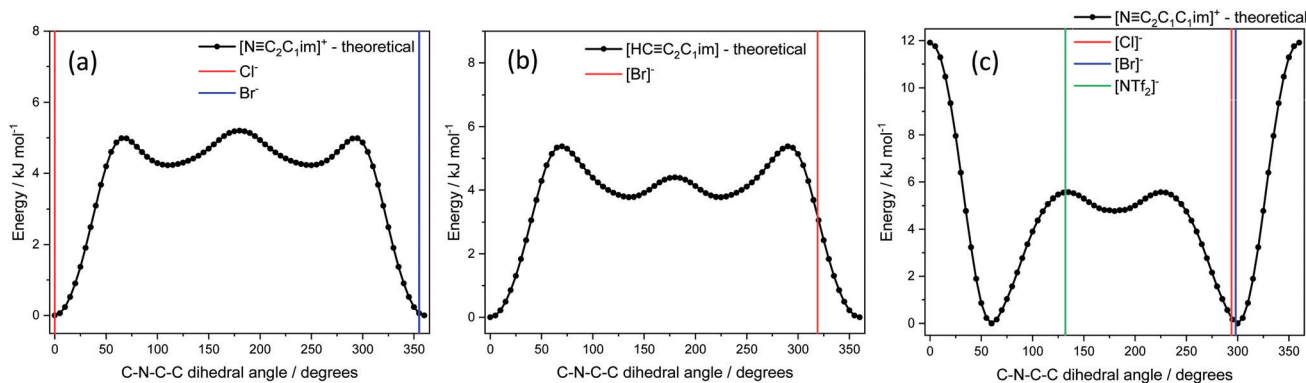 (a)
[N≡C₂C₁im]⁺ - theoretical
Cl⁻
Br⁻
Energy / kJ mol⁻¹
8
6
4
2
0
0 50 100 150 200 250 300 350
C-N-C-C dihedral angle / degrees
(b)
[HC≡C₂C₁im] - theoretical
[Br]⁻
Energy / kJ mol⁻¹
8
6
4
2
0
0 50 100 150 200 250 300 350
C-N-C-C dihedral angle / degrees
[N≡C₂C₁C₁im]⁺ - theoretical
(c)
[Cl]⁻
[Br]⁻
[NTf₂]⁻
Energy / kJ mol⁻¹
12
10
8
6
4
2
0
0 50 100 150 200 250 300 350
C-N-C-C dihedral angle / degrees